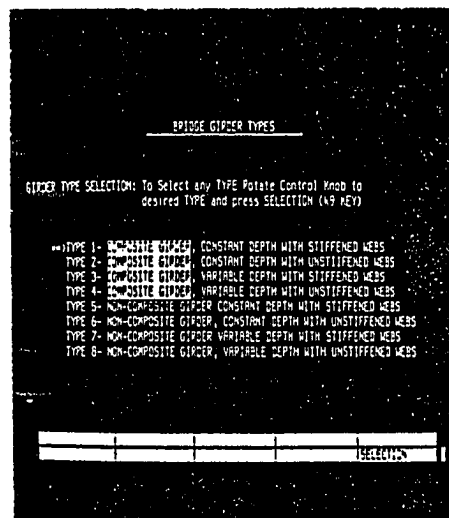 BRIDGE GIRDER TYPES
GIRDER TYPE SELECTION: To Select any TYPE Rotate Control Knob to
desired TYPE and press SELECTION (k9 KEY)
TYPE 1- COMPOSITE GIRDER, CONSTANT DEPTH WITH STIFFENED WEBS
TYPE 2- COMPOSITE GIRDER, CONSTANT DEPTH WITH UNSTIFFENED WEBS
TYPE 3- COMPOSITE GIRDER, VARIABLE DEPTH WITH STIFFENED WEBS
TYPE 4- COMPOSITE GIRDER, VARIABLE DEPTH WITH UNSTIFFENED WEBS
TYPE 5- NON-COMPOSITE GIRDER CONSTANT DEPTH WITH STIFFENED WEBS
TYPE 6- NON-COMPOSITE GIRDER, CONSTANT DEPTH WITH UNSTIFFENED WEBS
TYPE 7- NON-COMPOSITE GIRDER VARIABLE DEPTH WITH STIFFENED WEBS
TYPE 8- NON-COMPOSITE GIRDER, VARIABLE DEPTH WITH UNSTIFFENED WEBS
SELECTION